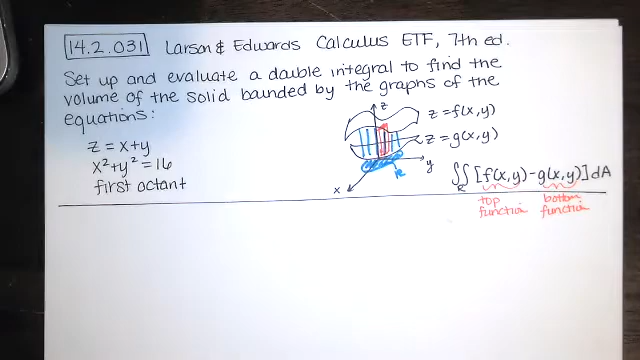 14.2.031 Larson & Edwards Calculus ETF, 7th ed.
Set up and evaluate a double integral to find the
volume of the solid bounded by the graphs of the
equations:
z = x+y
x²+y² = 16
first octant
z
z = f(x,y)
z = g(x,y)
y
R
x
∬ [f(x,y) - g(x,y)] dA
R
top bottom
function function